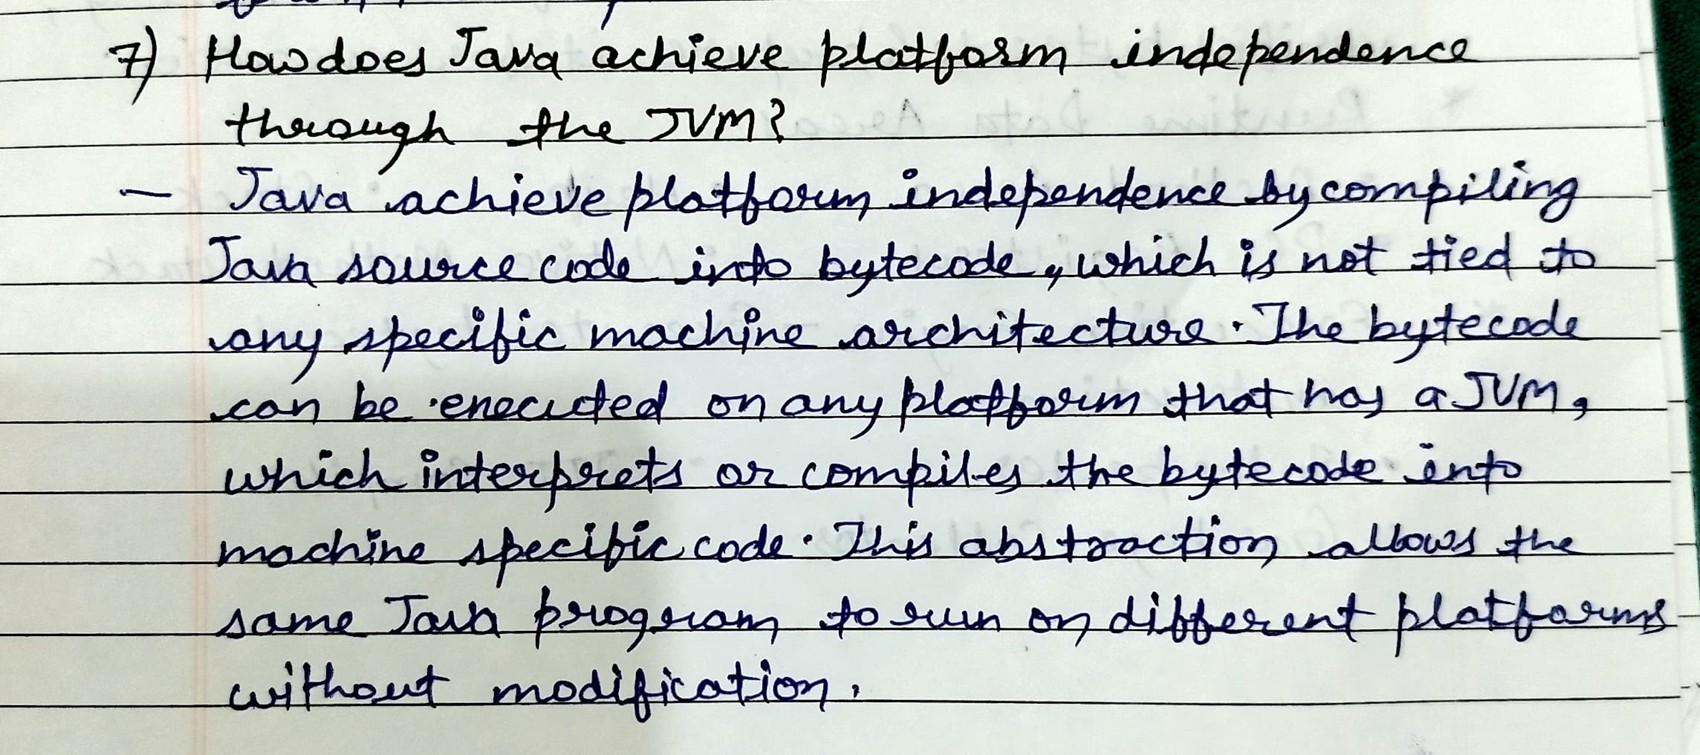 7) How does Java achieve platform independence
through the JVM?
— Java achieve platform independence by compiling
Java source code into bytecode, which is not tied to
any specific machine architecture. The bytecode
can be executed on any platform that has a JVM,
which interprets or compiles the bytecode into
machine specific code. This abstraction allows the
same Java program to run on different platforms
without modification.